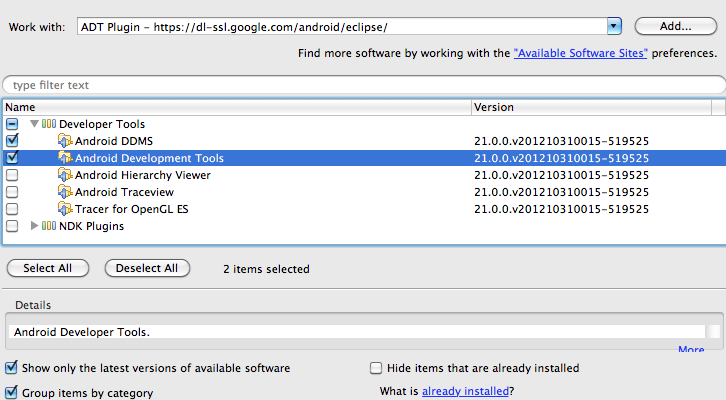 Work with: ADT Plugin - https://dl-ssl.google.com/android/eclipse/ Add...
Find more software by working with the "Available Software Sites" preferences.
type filter text
Name Version
Developer Tools
Android DDMS 21.0.0.v201210310015-519525
Android Development Tools 21.0.0.v201210310015-519525
Android Hierarchy Viewer 21.0.0.v201210310015-519525
Android Traceview 21.0.0.v201210310015-519525
Tracer for OpenGL ES 21.0.0.v201210310015-519525
NDK Plugins
Select All Deselect All 2 items selected
Details
Android Developer Tools.
More
Show only the latest versions of available software Hide items that are already installed
Group items by category What is already installed?